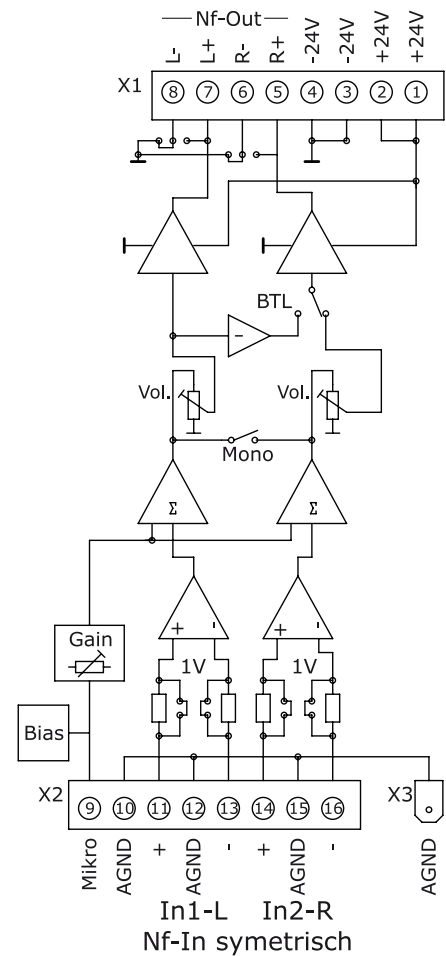 Nf-Out
L- L+ R- R+ -24V -24V +24V +24V
X1 8 7 6 5 4 3 2 1
BTL
-
Vol. Vol.
Mono
Σ Σ
+ - + -
Gain
1V 1V
Bias
X2 9 10 11 12 13 14 15 16 X3
Mikro AGND + AGND - + AGND - AGND
In1-L In2-R
Nf-In symetrisch